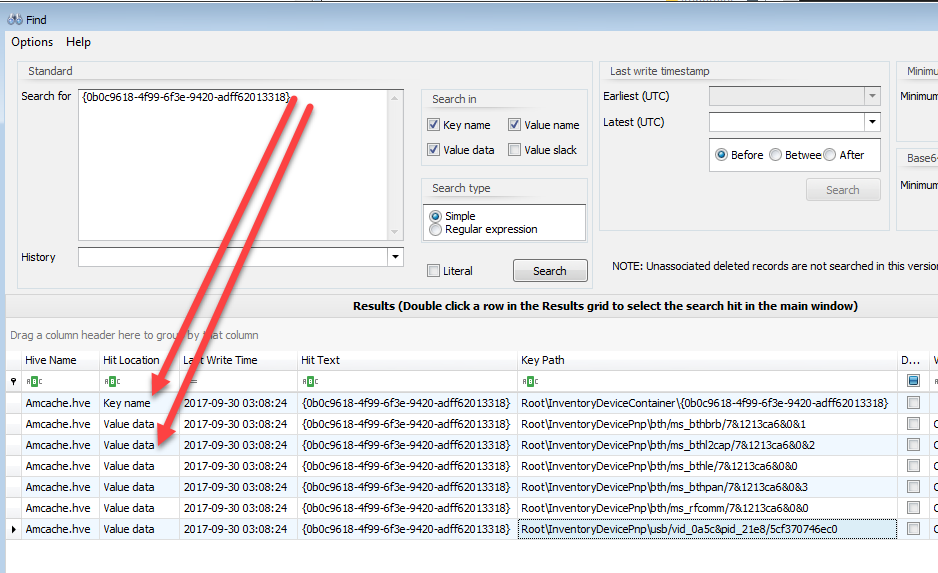 Find
Options Help
Standard
Search for {0b0c9618-4f99-6f3e-9420-adff62013318}
Search in
Key name Value name
Value data Value slack
Search type
Simple
Regular expression
History
Literal Search
Last write timestamp
Earliest (UTC)
Latest (UTC)
Before Betwee After
Search
Minimum
Base6
Minimum
NOTE: Unassociated deleted records are not searched in this version
Results (Double click a row in the Results grid to select the search hit in the main window)
Drag a column header here to group by that column
Hive Name Hit Location Last Write Time Hit Text Key Path D...
Amcache.hve Key name 2017-09-30 03:08:24 {0b0c9618-4f99-6f3e-9420-adff62013318} Root\InventoryDeviceContainer\{0b0c9618-4f99-6f3e-9420-adff62013318}
Amcache.hve Value data 2017-09-30 03:08:24 {0b0c9618-4f99-6f3e-9420-adff62013318} Root\InventoryDevicePnp\bth/ms_bthbrb/7&1213ca6&0&1
Amcache.hve Value data 2017-09-30 03:08:24 {0b0c9618-4f99-6f3e-9420-adff62013318} Root\InventoryDevicePnp\bth/ms_bthl2cap/7&1213ca6&0&2
Amcache.hve Value data 2017-09-30 03:08:24 {0b0c9618-4f99-6f3e-9420-adff62013318} Root\InventoryDevicePnp\bth/ms_bthle/7&1213ca6&0&0
Amcache.hve Value data 2017-09-30 03:08:24 {0b0c9618-4f99-6f3e-9420-adff62013318} Root\InventoryDevicePnp\bth/ms_bthpan/7&1213ca6&0&3
Amcache.hve Value data 2017-09-30 03:08:24 {0b0c9618-4f99-6f3e-9420-adff62013318} Root\InventoryDevicePnp\bth/ms_rfcomm/7&1213ca6&0&0
Amcache.hve Value data 2017-09-30 03:08:24 {0b0c9618-4f99-6f3e-9420-adff62013318} Root\InventoryDevicePnp\usb/vid_0a5c&pid_21e8/5cf370746ec0